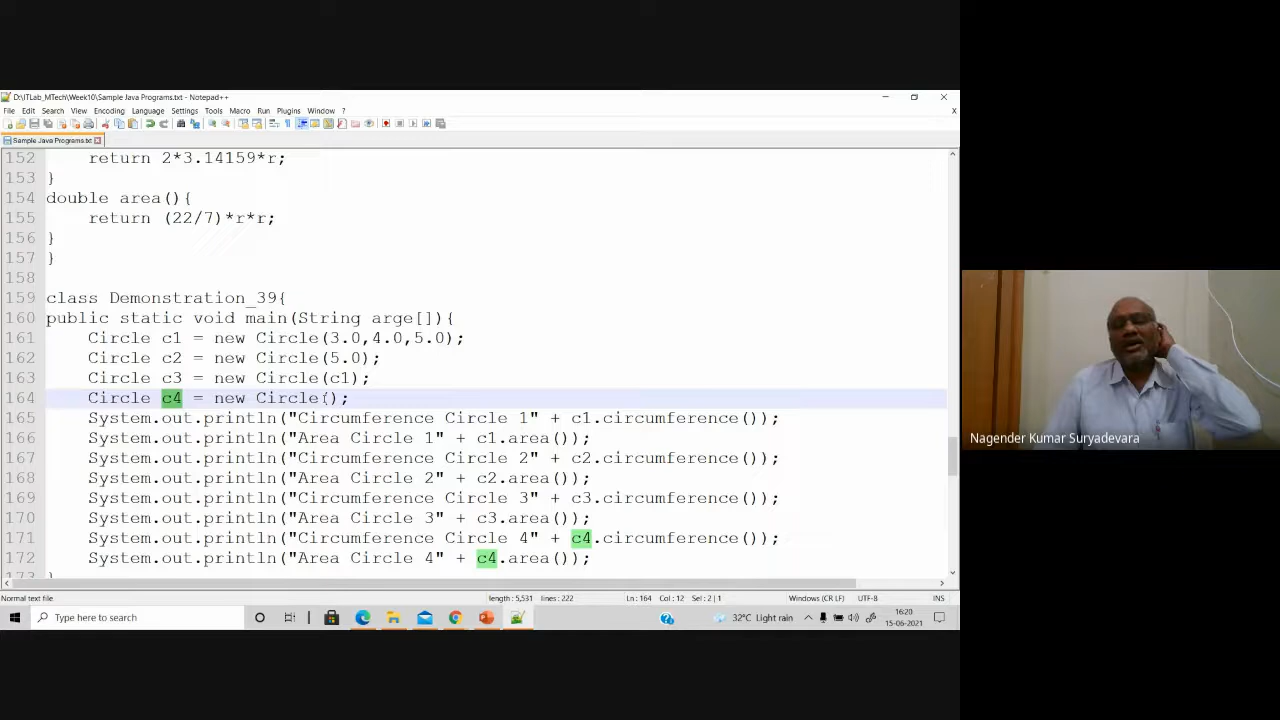 D:\ITLab_MTech\Week10\Sample Java Programs.txt - Notepad++
File Edit Search View Encoding Language Settings Tools Macro Run Plugins Window ? X
Sample Java Programs.txt
152 return 2*3.14159*r;
153 }
154 double area(){
155 return (22/7)*r*r;
156 }
157 }
158
159 class Demonstration_39{
160 public static void main(String arge[]){
161 Circle c1 = new Circle(3.0,4.0,5.0);
162 Circle c2 = new Circle(5.0);
163 Circle c3 = new Circle(c1);
164 Circle c4 = new Circle();
165 System.out.println("Circumference Circle 1" + c1.circumference());
166 System.out.println("Area Circle 1" + c1.area());
167 System.out.println("Circumference Circle 2" + c2.circumference());
168 System.out.println("Area Circle 2" + c2.area());
169 System.out.println("Circumference Circle 3" + c3.circumference());
170 System.out.println("Area Circle 3" + c3.area());
171 System.out.println("Circumference Circle 4" + c4.circumference());
172 System.out.println("Area Circle 4" + c4.area());
173 }
Normal text file length : 5,531 lines : 222 Ln : 164 Col : 12 Sel : 2 | 1 Windows (CR LF) UTF-8 INS
Type here to search 32°C Light rain 16:20
15-06-2021
Nagender Kumar Suryadevara